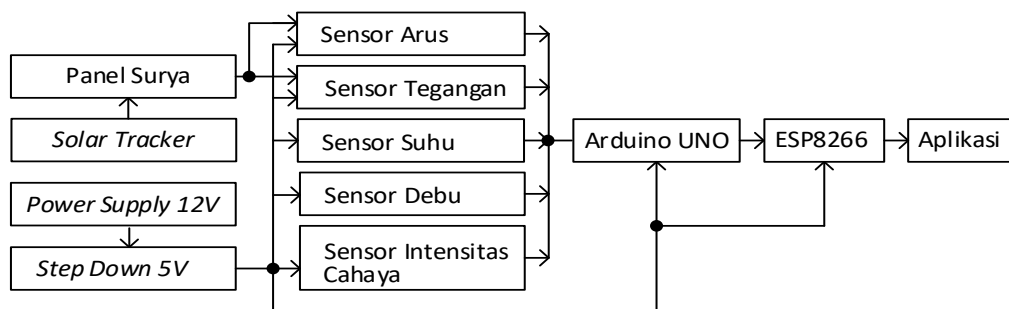 Panel Surya
Solar Tracker
Power Supply 12V
Step Down 5V
Sensor Arus
Sensor Tegangan
Sensor Suhu
Sensor Debu
Sensor Intensitas
Cahaya
Arduino UNO
ESP8266
Aplikasi